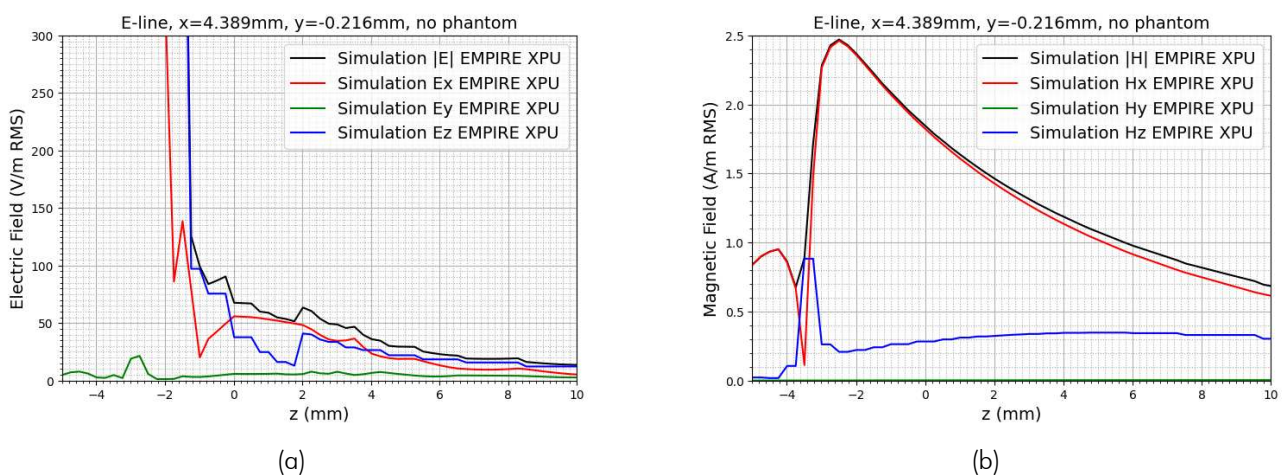 E-line, x=4.389mm, y=-0.216mm, no phantom
300
250
200
150
100
50
0
Electric Field (V/m RMS)
Simulation |E| EMPIRE XPU
Simulation Ex EMPIRE XPU
Simulation Ey EMPIRE XPU
Simulation Ez EMPIRE XPU
−4 −2 0 2 4 6 8 10
z (mm)
(a)
E-line, x=4.389mm, y=-0.216mm, no phantom
2.5
2.0
1.5
1.0
0.5
0.0
Magnetic Field (A/m RMS)
Simulation |H| EMPIRE XPU
Simulation Hx EMPIRE XPU
Simulation Hy EMPIRE XPU
Simulation Hz EMPIRE XPU
−4 −2 0 2 4 6 8 10
z (mm)
(b)